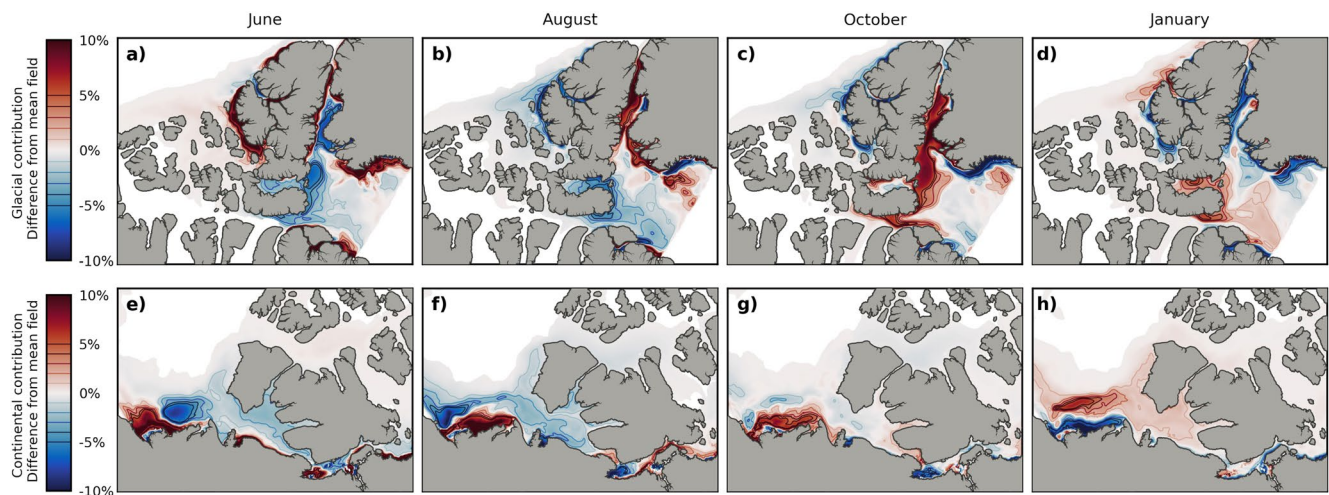 June August October January
Glacial contribution
Difference from mean field
10%
5%
0%
-5%
-10%
a) b) c) d)
Continental contribution
Difference from mean field
10%
5%
0%
-5%
-10%
e) f) g) h)